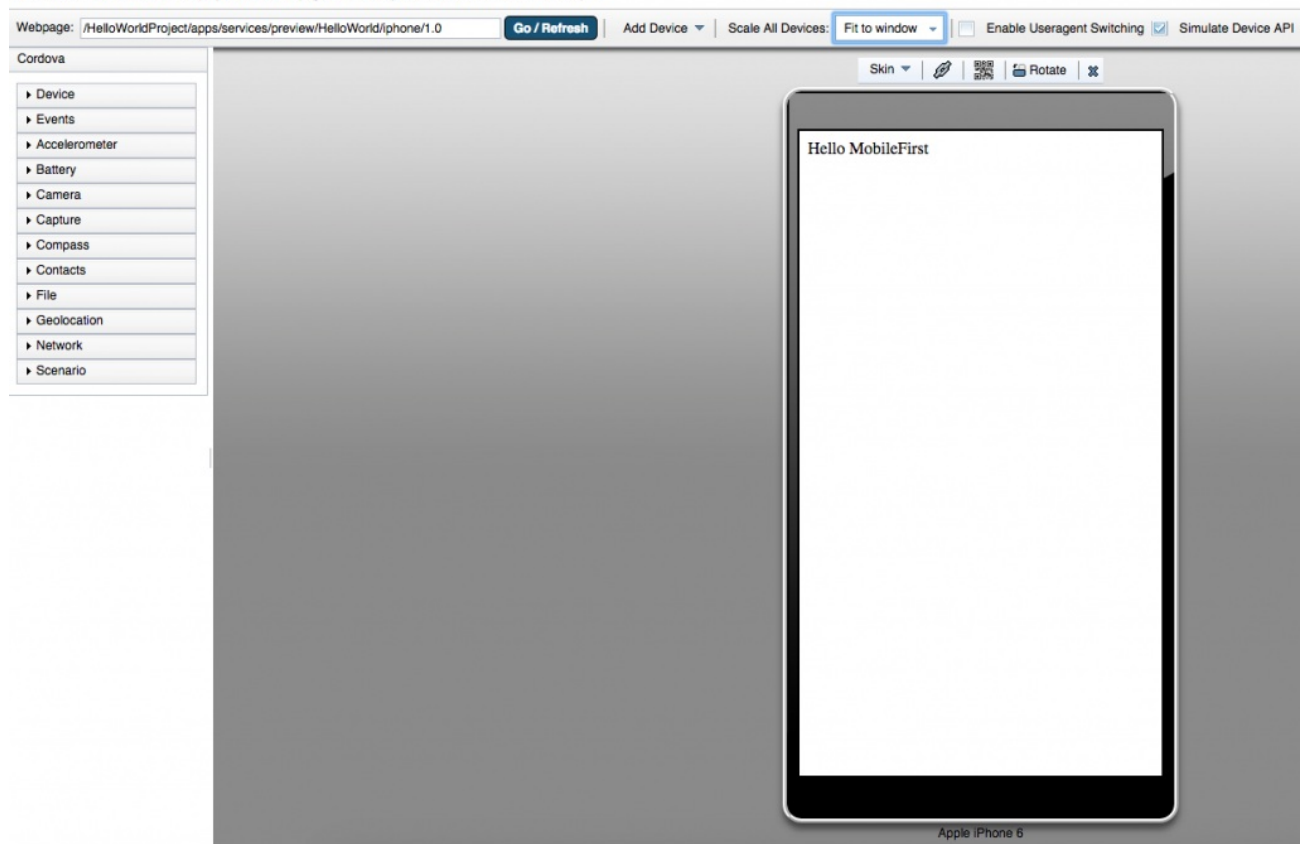 Webpage: /HelloWorldProject/apps/services/preview/HelloWorld/iphone/1.0 Go / Refresh Add Device Scale All Devices: Fit to window Enable Useragent Switching Simulate Device API
Cordova
Skin Rotate
Device
Events
Accelerometer
Battery
Camera
Capture
Compass
Contacts
File
Geolocation
Network
Scenario
Hello MobileFirst
Apple iPhone 6